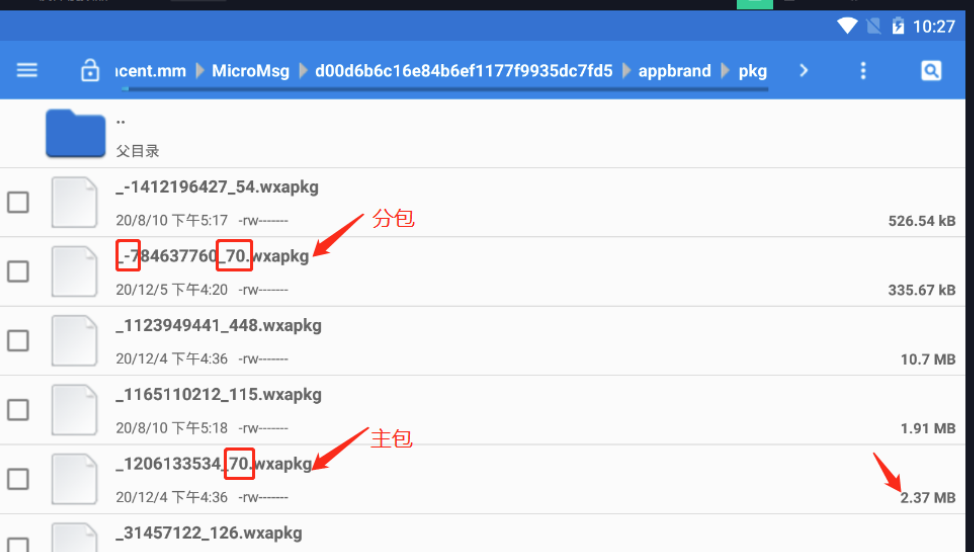 10:27
ıcent.mm MicroMsg d00d6b6c16e84b6ef1177f9935dc7fd5 appbrand pkg
..
父目录
_-1412196427_54.wxapkg
20/8/10 下午5:17 -rw-------
526.54 kB
分包
_-784637760_70.wxapkg
20/12/5 下午4:20 -rw-------
335.67 kB
_1123949441_448.wxapkg
20/12/4 下午4:36 -rw-------
10.7 MB
_1165110212_115.wxapkg
20/8/10 下午5:18 -rw-------
1.91 MB
主包
_1206133534_70.wxapkg
20/12/4 下午4:36 -rw-------
2.37 MB
_31457122_126.wxapkg